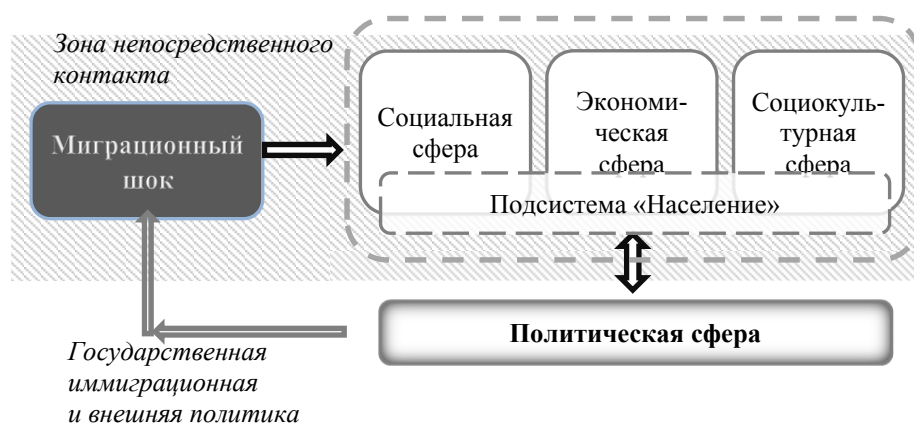 Зона непосредственного
контакта
Миграционный
шок
Социальная
сфера
Экономи-
ческая
сфера
Социокуль-
турная
сфера
Подсистема «Население»
Политическая сфера
Государственная
иммиграционная
и внешняя политика